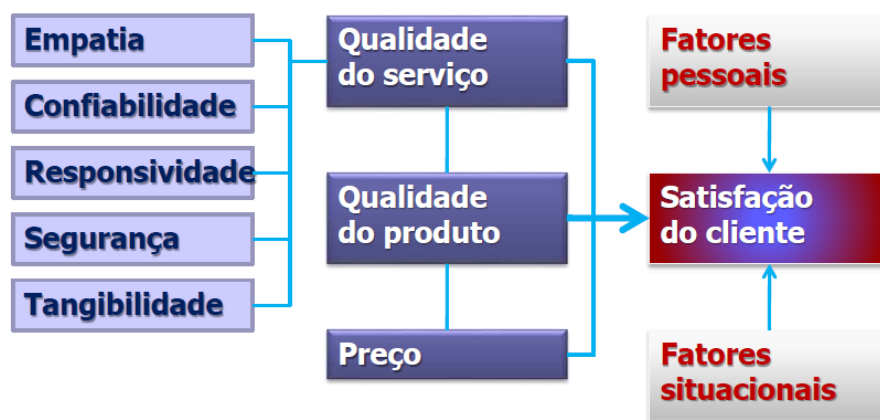 Empatia
Confiabilidade
Responsividade
Segurança
Tangibilidade
Qualidade
do serviço
Qualidade
do produto
Preço
Fatores
pessoais
Satisfação
do cliente
Fatores
situacionais